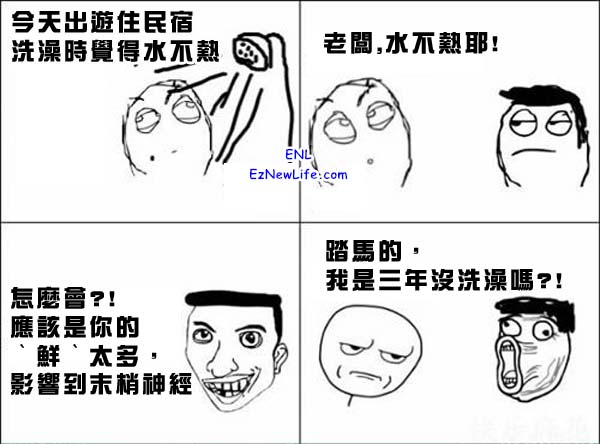 今天出遊住民宿
洗澡時覺得水不熱
老闆,水不熱耶!
ENL
EzNewLife.com
怎麼會?!
應該是你的
`鮮`太多，
影響到末梢神經
踏馬的，
我是三年沒洗澡嗎?!